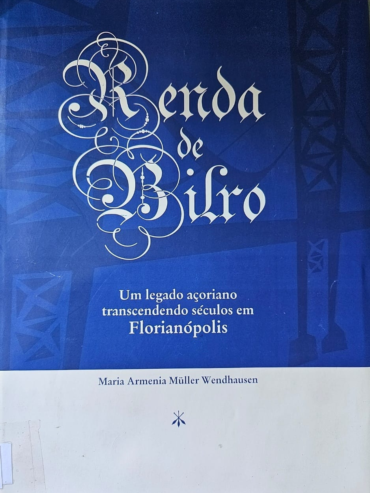 Renda
de
Bilro
Um legado açoriano
transcendendo séculos em
Florianópolis
Maria Armenia Müller Wendhausen